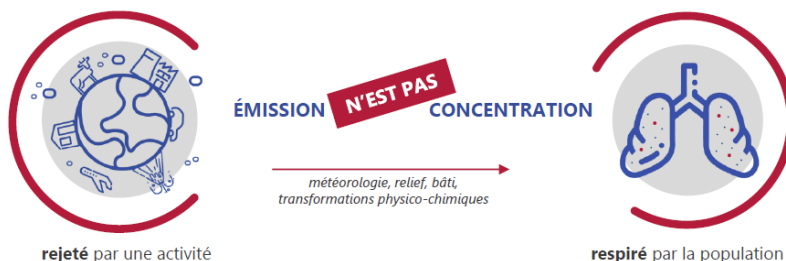 ÉMISSION N'EST PAS CONCENTRATION
météorologie, relief, bâti,
transformations physico-chimiques
rejeté par une activité
respiré par la population